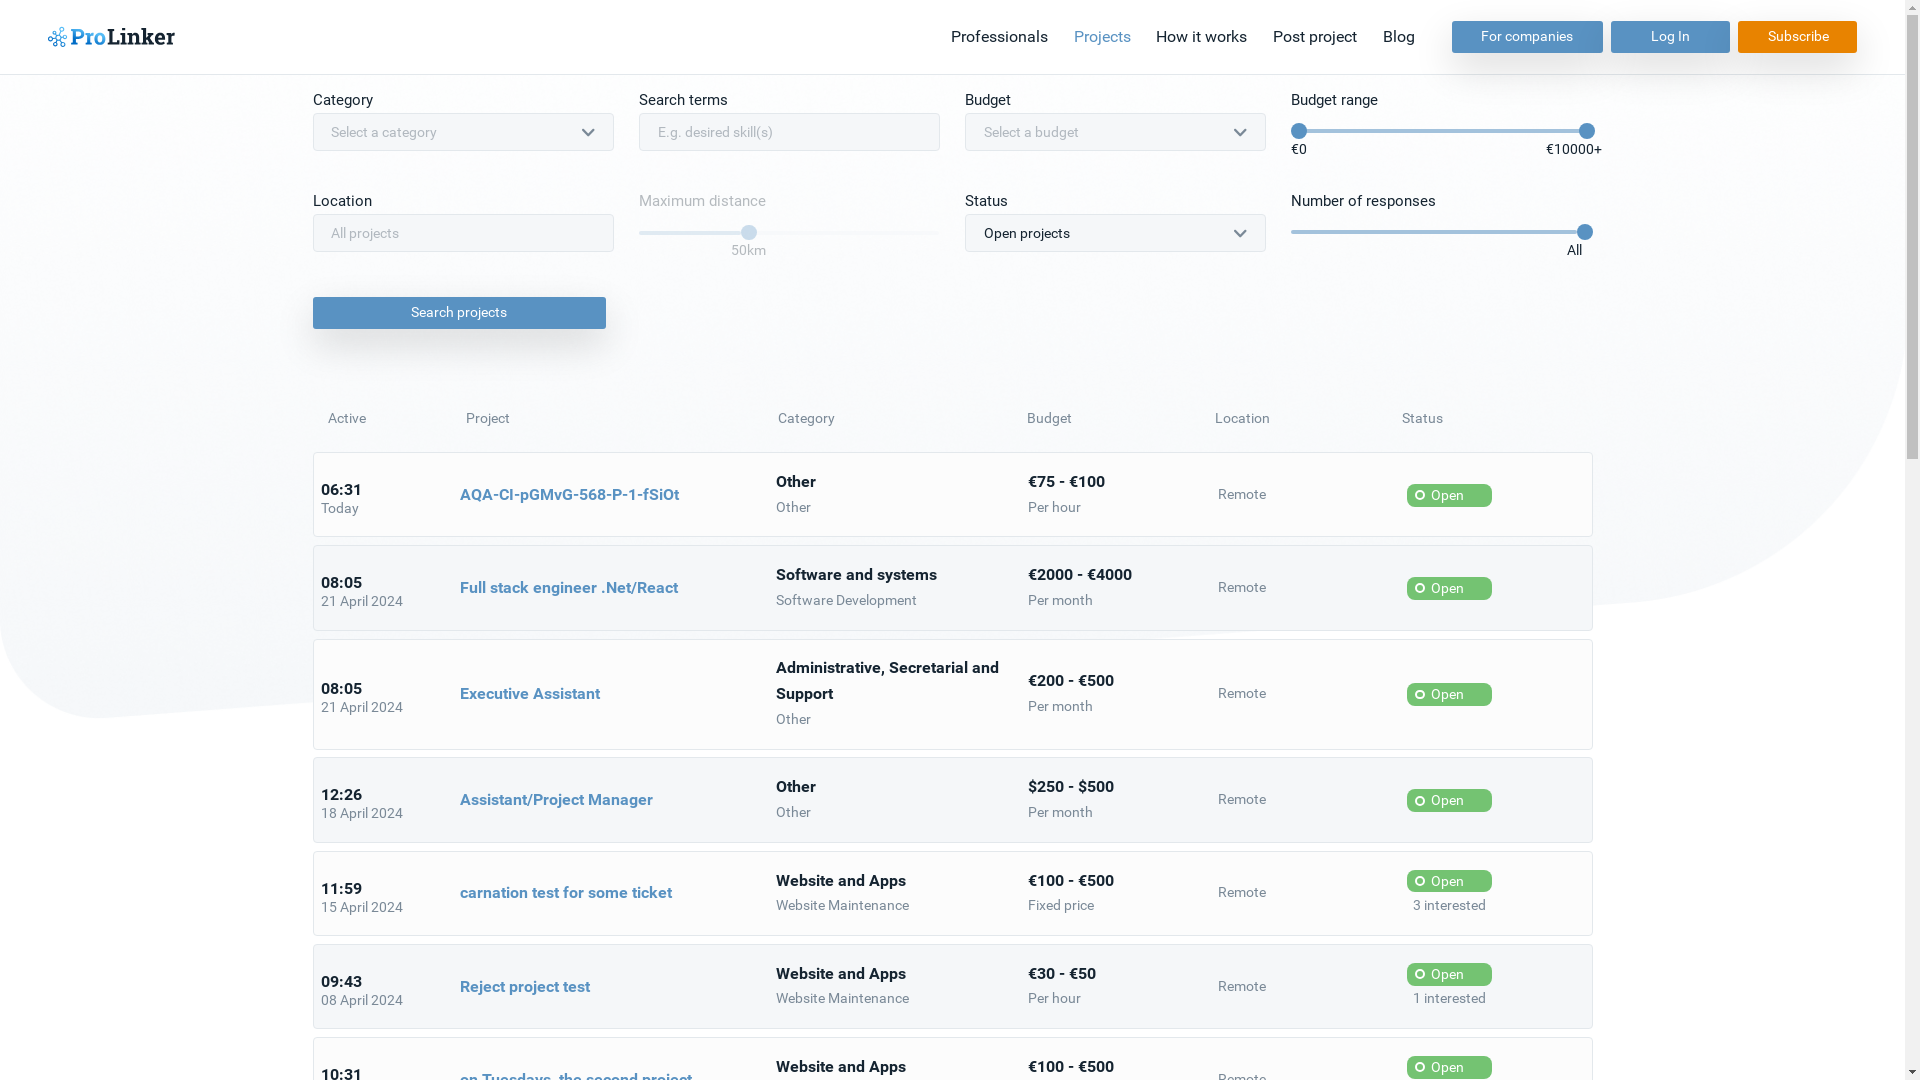 ProLinker
Professionals Projects How it works Post project Blog For companies Log In Subscribe
Category Search terms Budget Budget range
Select a category E.g. desired skill(s) Select a budget
€0 €10000+
Location Maximum distance Status Number of responses
All projects Open projects
50km All
Search projects
Active Project Category Budget Location Status
06:31
Today
AQA-CI-pGMvG-568-P-1-fSiOt
Other
Other
€75 - €100
Per hour
Remote
Open
08:05
21 April 2024
Full stack engineer .Net/React
Software and systems
Software Development
€2000 - €4000
Per month
Remote
Open
08:05
21 April 2024
Executive Assistant
Administrative, Secretarial and
Support
Other
€200 - €500
Per month
Remote
Open
12:26
18 April 2024
Assistant/Project Manager
Other
Other
$250 - $500
Per month
Remote
Open
11:59
15 April 2024
carnation test for some ticket
Website and Apps
Website Maintenance
€100 - €500
Fixed price
Remote
Open
3 interested
09:43
08 April 2024
Reject project test
Website and Apps
Website Maintenance
€30 - €50
Per hour
Remote
Open
1 interested
10:31
on Tuesdays, the second project
Website and Apps
€100 - €500
Remote
Open